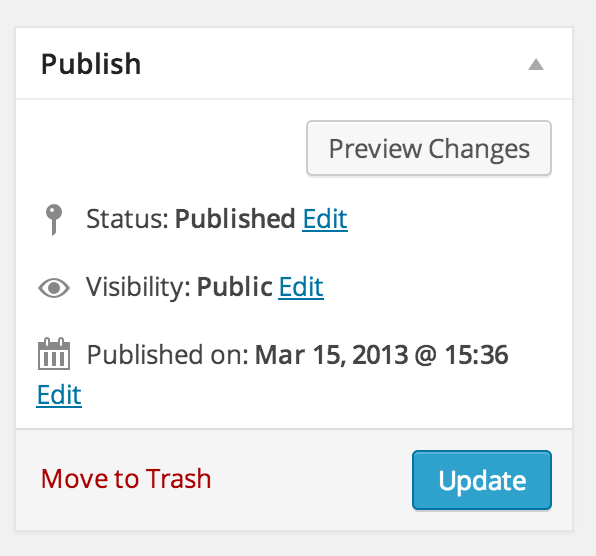 Publish
Preview Changes
Status: Published Edit
Visibility: Public Edit
Published on: Mar 15, 2013 @ 15:36
Edit
Move to Trash
Update